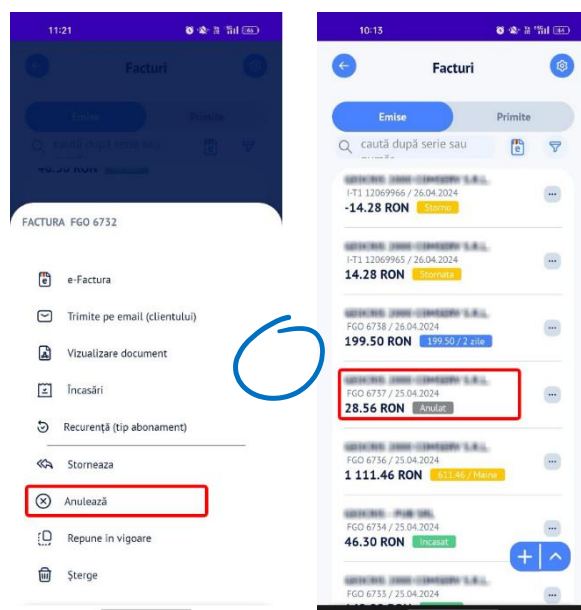 11:21
Facturi
Emise
Primite
caută după serie sau
FACTURA FGO 6732
e-Factura
Trimite pe email (clientului)
Vizualizare document
Încasări
Recurență (tip abonament)
Storneaza
Anulează
Repune in vigoare
Șterge
10:13
Facturi
Emise
Primite
caută după serie sau
I-T1 12069966 / 26.04.2024
-14.28 RON Storno
I-T1 12069965 / 26.04.2024
14.28 RON Stornata
FGO 6738 / 26.04.2024
199.50 RON 199.50 / 2 zile
FGO 6737 / 25.04.2024
28.56 RON Anulat
FGO 6736 / 25.04.2024
1 111.46 RON 611.46 / Maine
FGO 6734 / 25.04.2024
46.30 RON Incasat
FGO 6733 / 25.04.2024